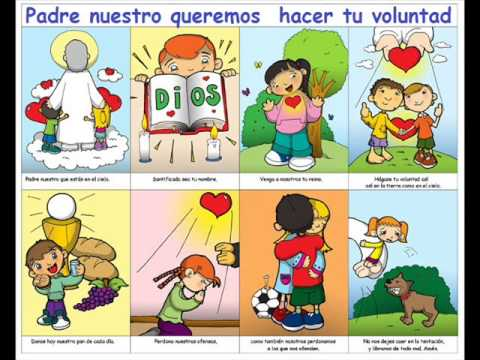 Padre nuestro queremos hacer tu voluntad
Dios
Padre nuestro que estás en el cielo.
Santificado sea tu nombre.
Venga a nosotros tu reino.
Hágase tu voluntad así
así en la tierra como en el cielo.
Danos hoy nuestro pan de cada día.
Perdona nuestras ofensas,
como también nosotros perdonamos
a los que nos ofenden.
No nos dejes caer en la tentación,
y líbranos de todo mal. Amén.